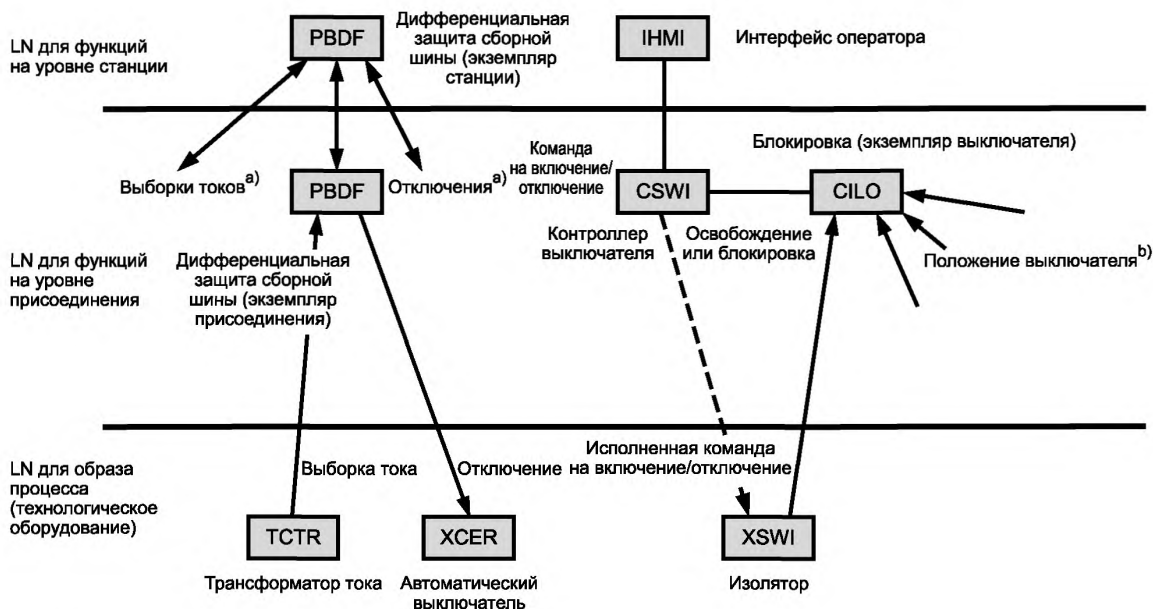 LN для функций
на уровне станции
PBDF
Дифференциальная
защита сборной
шины (экземпляр
станции)
IHMI
Интерфейс оператора
Выборки токов a)
PBDF
Отключения a)
Команда
на включение/
отключение
CSWI
Блокировка (экземпляр выключателя)
CILO
LN для функций
на уровне
присоединения
Дифференциальная
защита сборной
шины (экземпляр
присоединения)
Контроллер
выключателя
Освобождение
или блокировка
Положение выключателя b)
LN для образа
процесса
(технологическое
оборудование)
Выборка тока
Отключение
Исполненная команда
на включение/отключение
TCTR
XCER
XSWI
Трансформатор тока
Автоматический
выключатель
Изолятор